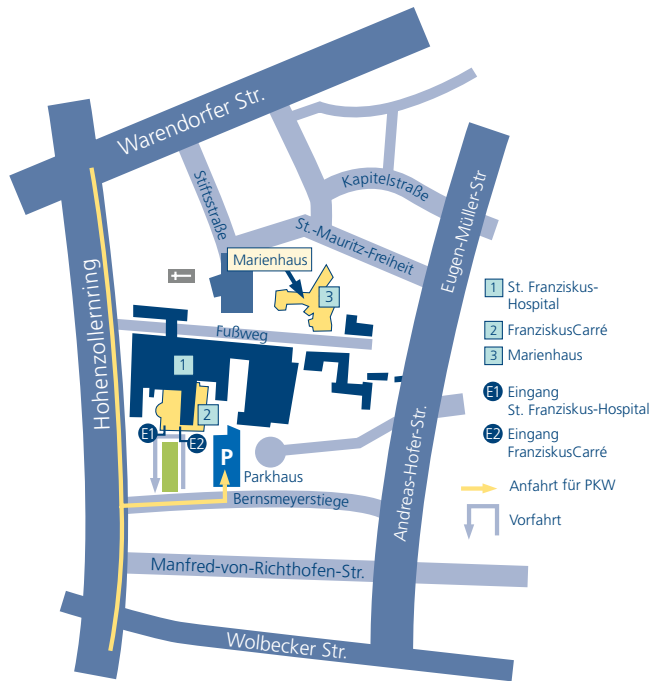 Warendorfer Str.
Stiftsstraße
Kapitelstraße
St.-Mauritz-Freiheit
Eugen-Müller-Str
Marienhaus
3
Hohenzollernring
Fußweg
1
2
E1
E2
P
Parkhaus
Bernsmeyerstiege
Andreas-Hofer-Str.
Manfred-von-Richthofen-Str.
Wolbecker Str.
1 St. Franziskus-
Hospital
2 FranziskusCarré
3 Marienhaus
E1 Eingang
St. Franziskus-Hospital
E2 Eingang
FranziskusCarré
Anfahrt für PKW
Vorfahrt